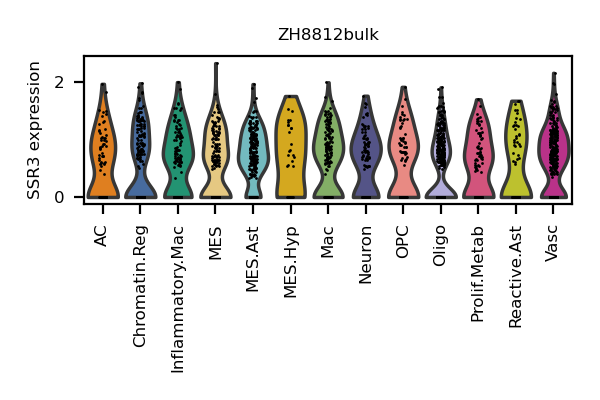 ZH8812bulk
SSR3 expression
2
0
AC
Chromatin.Reg
Inflammatory.Mac
MES
MES.Ast
MES.Hyp
Mac
Neuron
OPC
Oligo
Prolif.Metab
Reactive.Ast
Vasc